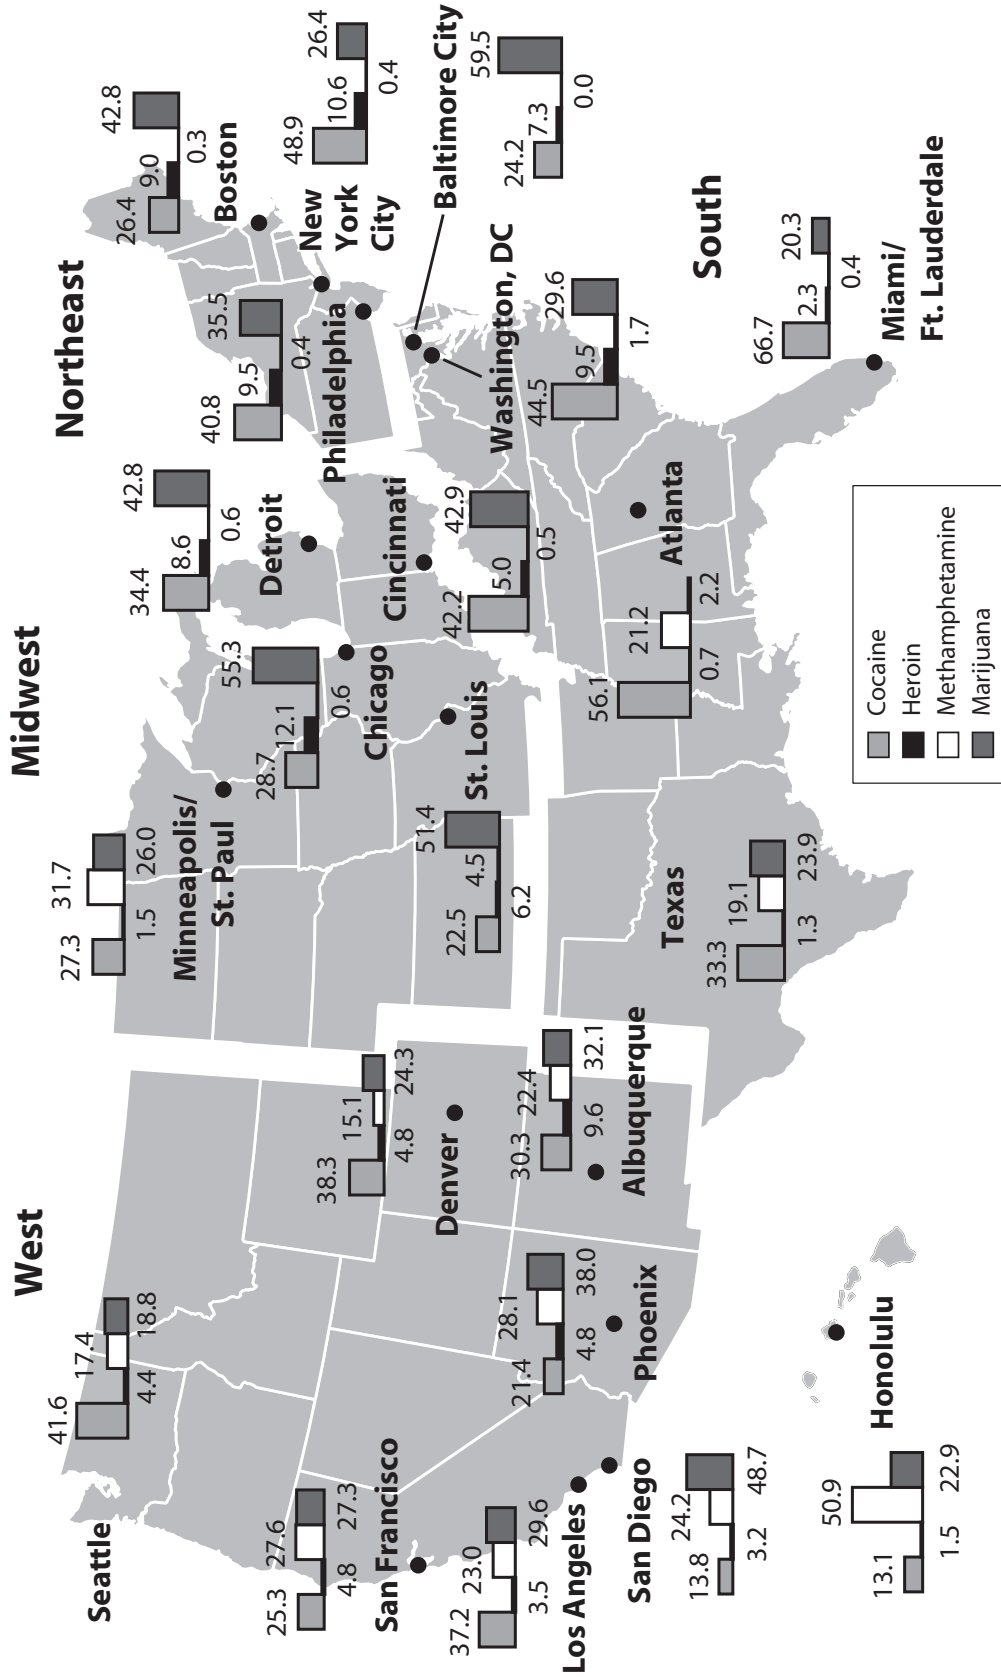 West
Midwest
Northeast
South
Seattle
41.6
4.4
17.4
18.8
San Francisco
25.3
4.8
27.6
27.3
Los Angeles
37.2
3.5
23.0
29.6
San Diego
13.8
3.2
24.2
48.7
Honolulu
13.1
1.5
50.9
22.9
Phoenix
21.4
4.8
28.1
38.0
Denver
38.3
4.8
15.1
24.3
Albuquerque
30.3
9.6
22.4
32.1
Minneapolis/
St. Paul
27.3
1.5
31.7
26.0
Chicago
28.7
12.1
0.6
55.3
St. Louis
22.5
4.5
6.2
51.4
Detroit
34.4
8.6
0.6
42.8
Cincinnati
42.2
5.0
0.5
42.9
Texas
33.3
1.3
19.1
23.9
Atlanta
56.1
0.7
21.2
2.2
Philadelphia
40.8
9.5
0.4
35.5
Boston
26.4
9.0
0.3
42.8
New
York
City
48.9
10.6
0.4
26.4
Baltimore City
24.2
7.3
0.0
59.5
Washington, DC
44.5
9.5
1.7
29.6
Miami/
Ft. Lauderdale
66.7
2.3
0.4
20.3
Cocaine
Heroin
Methamphetamine
Marijuana